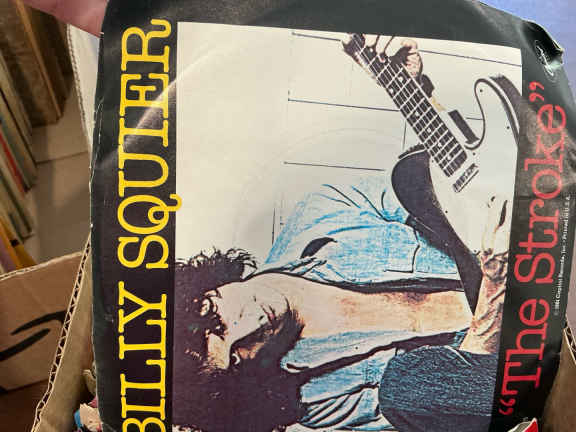 BILLY SQUIER
"The Stroke"